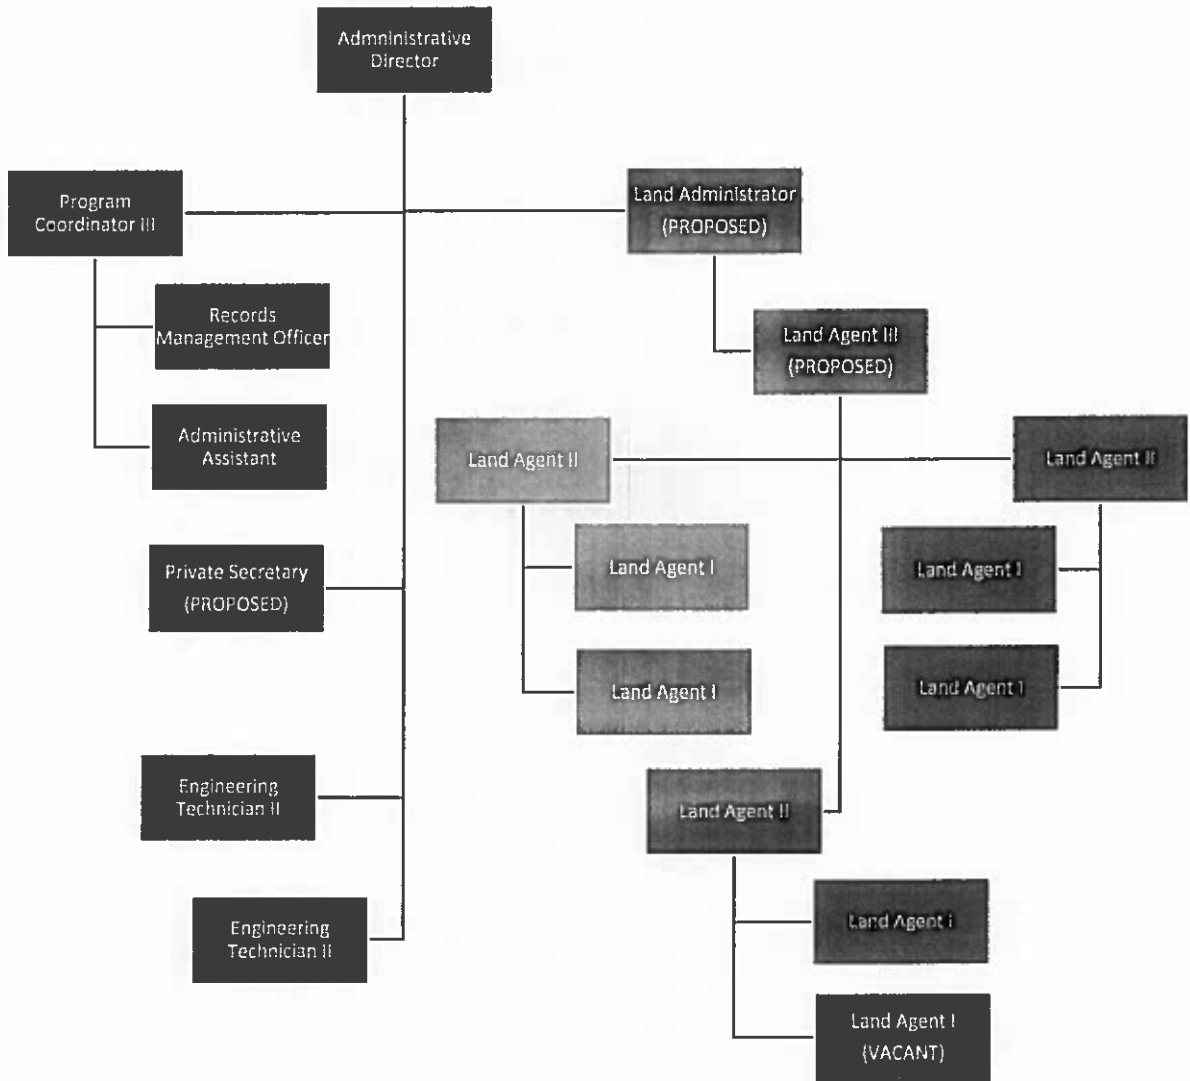 Admninistrative
Director
Program
Coordinator III
Land Administrator
(PROPOSED)
Records
Management Officer
Land Agent III
(PROPOSED)
Administrative
Assistant
Land Agent II
Land Agent II
Private Secretary
(PROPOSED)
Land Agent I
Land Agent I
Land Agent I
Land Agent I
Engineering
Technician II
Land Agent II
Engineering
Technician II
Land Agent I
Land Agent I
(VACANT)